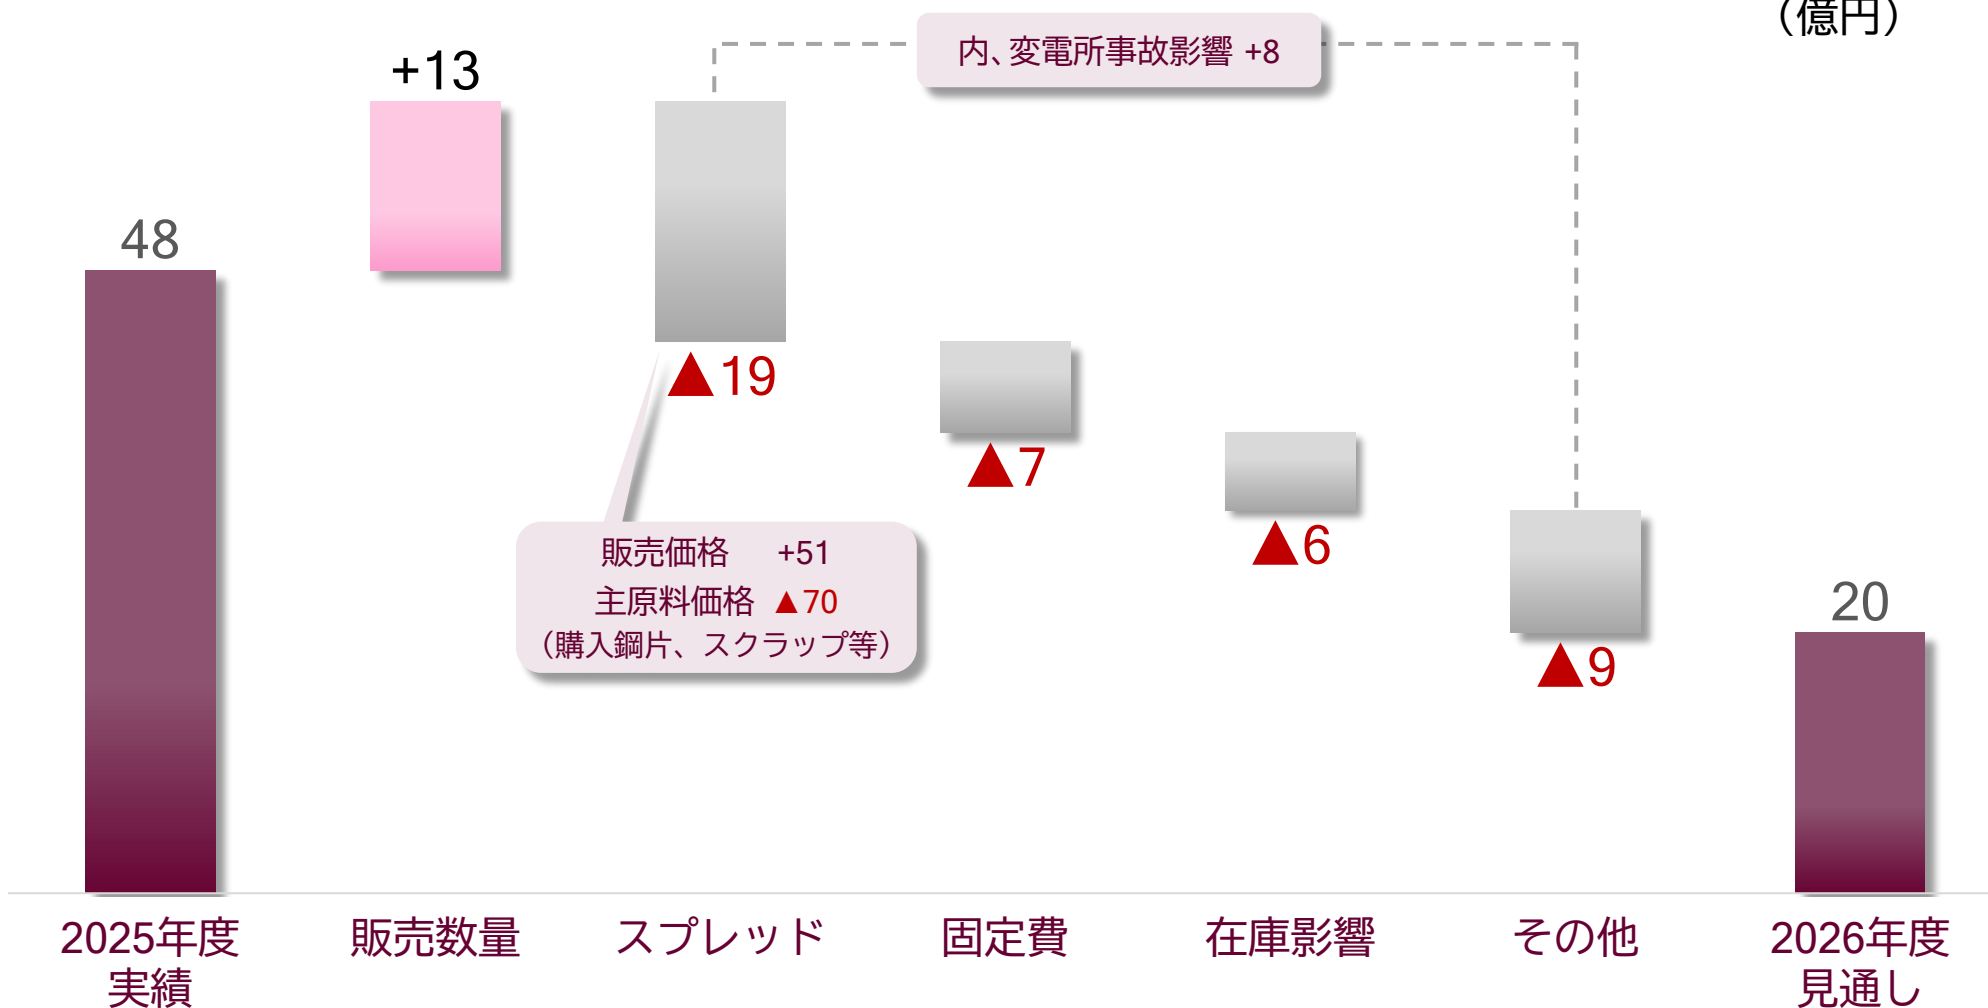 （億円）
内、変電所事故影響 +8
+13
48
▲19
▲7
▲6
▲9
20
販売価格 +51
主原料価格 ▲70
（購入鋼片、スクラップ等）
2025年度
実績
販売数量
スプレッド
固定費
在庫影響
その他
2026年度
見通し